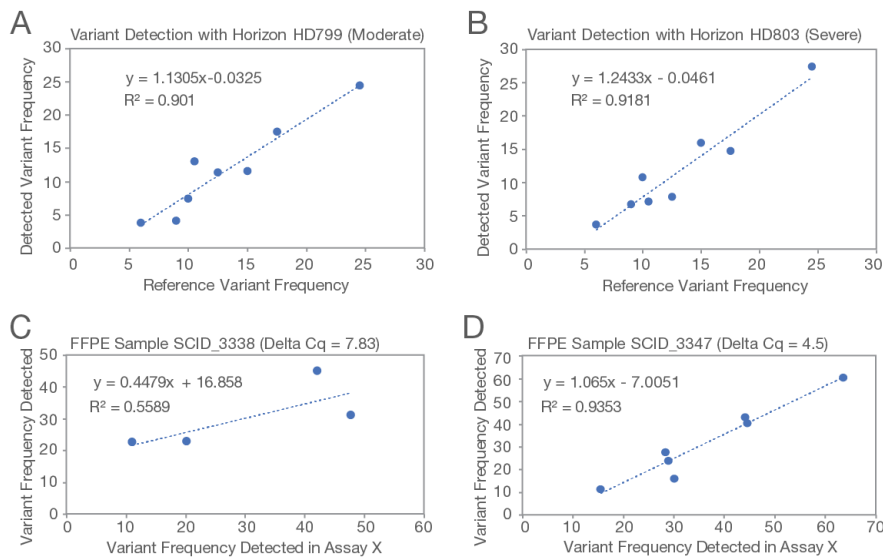 A
Variant Detection with Horizon HD799 (Moderate)
y = 1.1305x-0.0325
R² = 0.901
Detected Variant Frequency
30
25
20
15
10
5
0
0 5 10 15 20 25 30
Reference Variant Frequency
B
Variant Detection with Horizon HD803 (Severe)
y = 1.2433x - 0.0461
R² = 0.9181
Detected Variant Frequency
30
25
20
15
10
5
0
0 5 10 15 20 25 30
Reference Variant Frequency
C
FFPE Sample SCID_3338 (Delta Cq = 7.83)
y = 0.4479x + 16.858
R² = 0.5589
Variant Frequency Detected
50
40
30
20
10
0
0 10 20 30 40 50 60
Variant Frequency Detected in Assay X
D
FFPE Sample SCID_3347 (Delta Cq = 4.5)
y = 1.065x - 7.0051
R² = 0.9353
Variant Frequency Detected
70
60
50
40
30
20
10
0
0 10 20 30 40 50 60 70
Variant Frequency Detected in Assay X